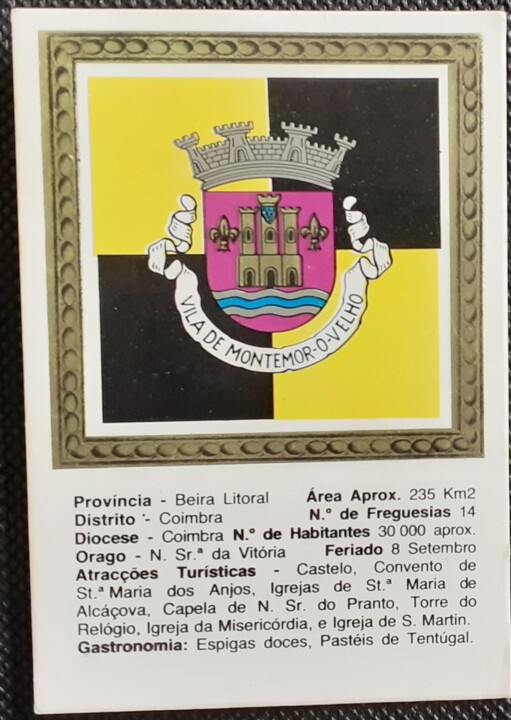 VILA DE MONTEMOR-O-VELHO
Província - Beira Litoral Área Aprox. 235 Km2
Distrito - Coimbra N.º de Freguesias 14
Diocese - Coimbra N.º de Habitantes 30 000 aprox.
Orago - N. Sr.ª da Vitória Feriado 8 Setembro
Atracções Turísticas - Castelo, Convento de
St.ª Maria dos Anjos, Igrejas de St.ª Maria de
Alcáçova, Capela de N. Sr. do Pranto, Torre do
Relógio, Igreja da Misericórdia, e Igreja de S. Martin.
Gastronomia: Espigas doces, Pastéis de Tentúgal.